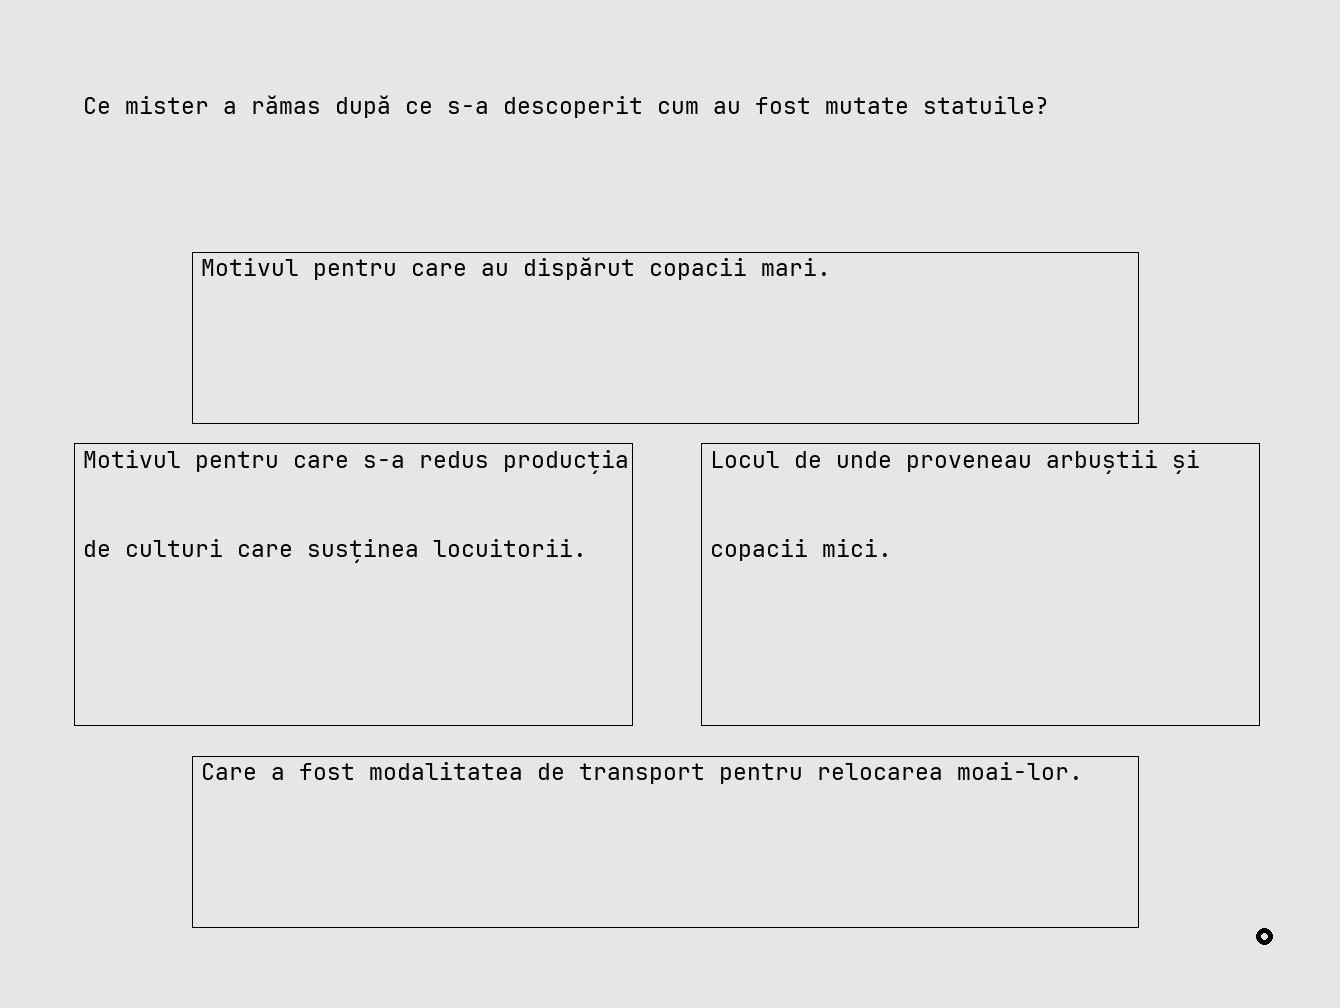 Ce mister a rămas după ce s-a descoperit cum au fost mutate statuile?
Motivul pentru care au dispărut copacii mari.
Motivul pentru care s-a redus producția
de culturi care susținea locuitorii.
Locul de unde proveneau arbuștii și
copacii mici.
Care a fost modalitatea de transport pentru relocarea moai-lor.